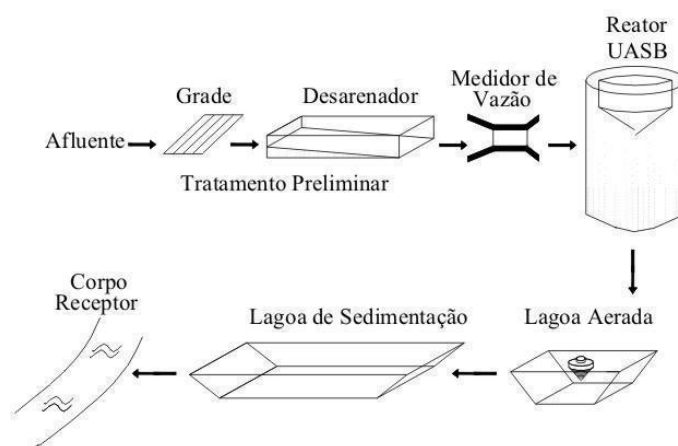 Reator
UASB
Medidor de
Vazão
Grade
Desarenador
Afluente
Tratamento Preliminar
Corpo
Receptor
Lagoa de Sedimentação
Lagoa Aerada